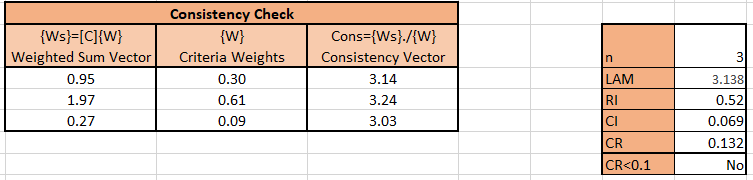 Consistency Check
{Ws}=[C]{W} {W} Cons={Ws}./{W}
Weighted Sum Vector Criteria Weights Consistency Vector
0.95 0.30 3.14
1.97 0.61 3.24
0.27 0.09 3.03
n 3
LAM 3.138
RI 0.52
CI 0.069
CR 0.132
CR<0.1 No